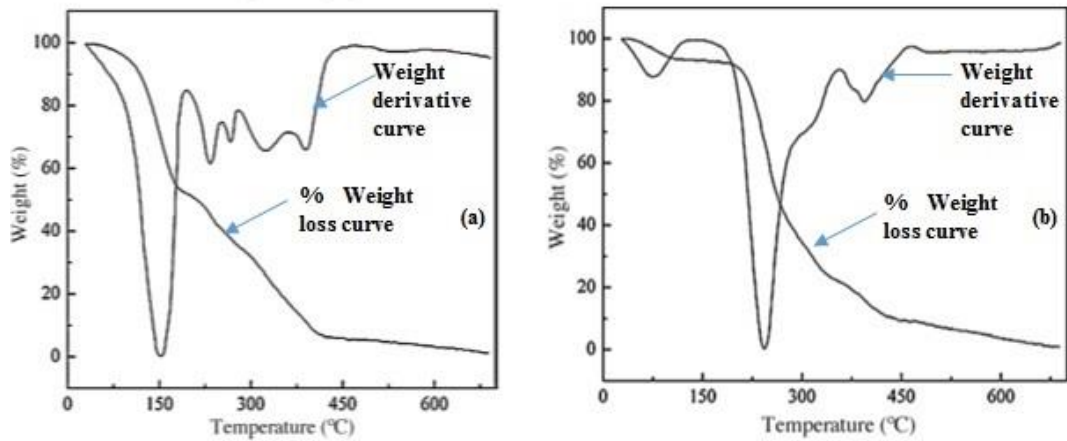 100
80
60
40
20
0
Weight (%)
0
150
300
450
600
Temperature (°C)
Weight
derivative
curve
% Weight
loss curve
(a)
100
80
60
40
20
0
Weight (%)
0
150
300
450
600
Temperature (°C)
Weight
derivative
curve
% Weight
loss curve
(b)